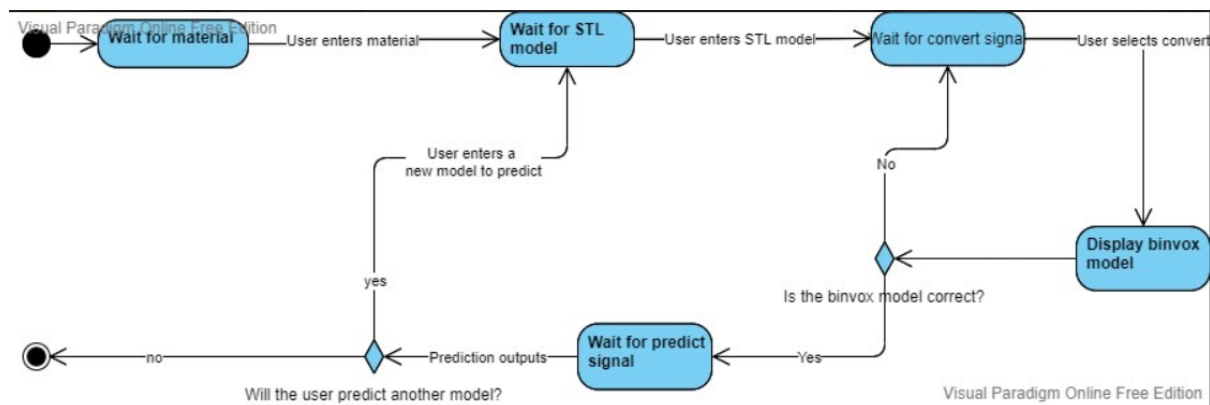 Visual Paradigm Online Free Edition
Wait for material
User enters material
Wait for STL
model
User enters STL model
Wait for convert signal
User selects convert
User enters a
new model to predict
No
Display binvox
model
Is the binvox model correct?
yes
Wait for predict
signal
Yes
Prediction outputs
no
Will the user predict another model?
Visual Paradigm Online Free Edition